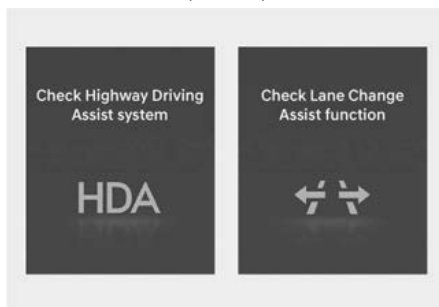 Check Highway Driving
Assist system
HDA
Check Lane Change
Assist function